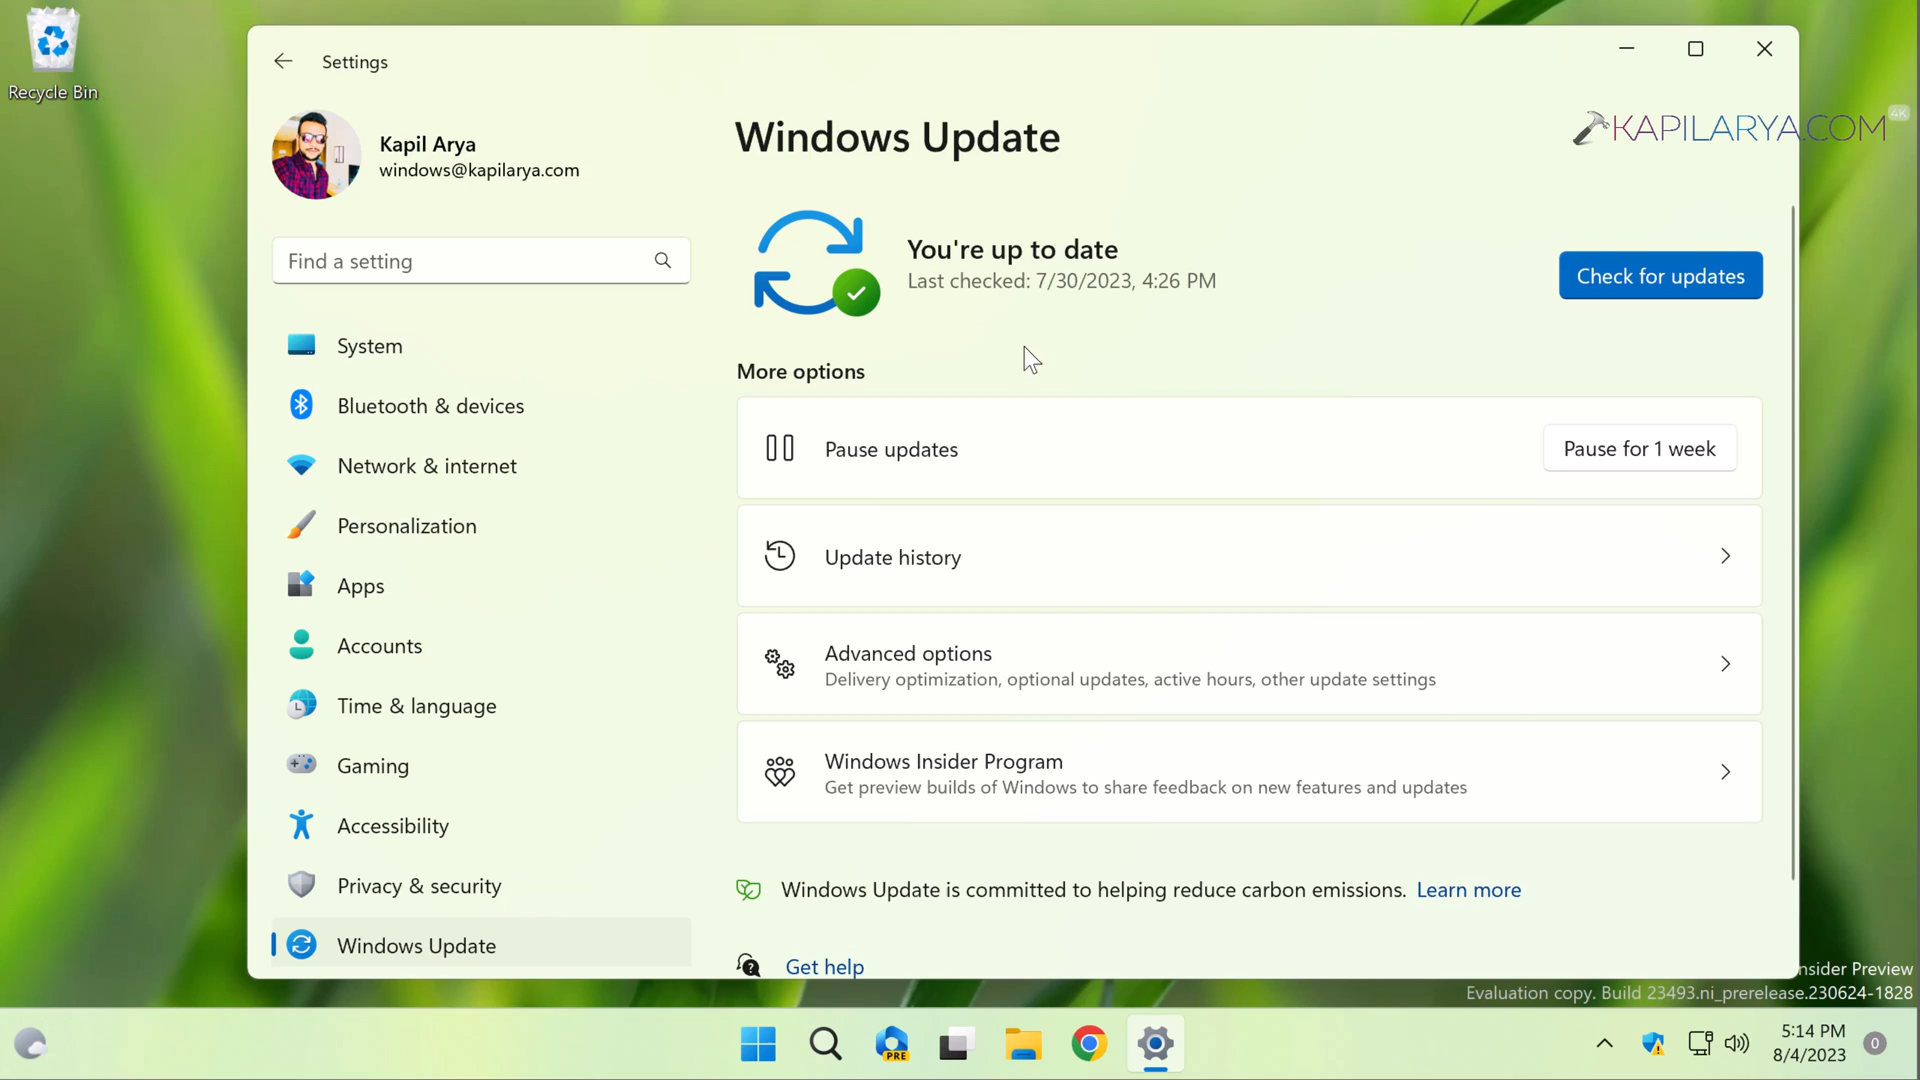 Recycle Bin
Settings
Kapil Arya
windows@kapilarya.com
Find a setting
System
Bluetooth & devices
Network & internet
Personalization
Apps
Accounts
Time & language
Gaming
Accessibility
Privacy & security
Windows Update
Windows Update
KAPILARYA.COM
4K
You're up to date
Last checked: 7/30/2023, 4:26 PM
Check for updates
More options
Pause updates
Pause for 1 week
Update history
Advanced options
Delivery optimization, optional updates, active hours, other update settings
Windows Insider Program
Get preview builds of Windows to share feedback on new features and updates
Windows Update is committed to helping reduce carbon emissions. Learn more
Get help
nsider Preview
Evaluation copy. Build 23493.ni_prerelease.230624-1828
PRE
5:14 PM
8/4/2023
0